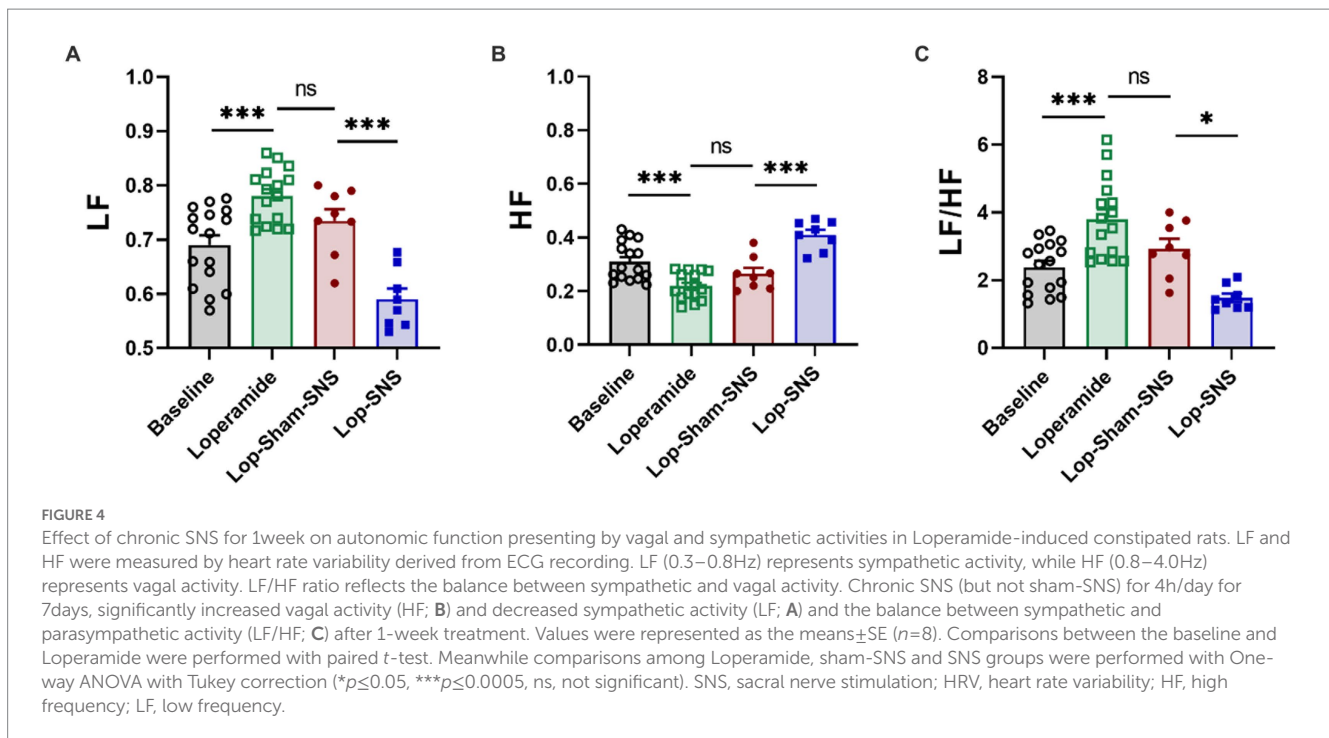 A
LF
1.0
0.9
0.8
0.7
0.6
0.5
***
ns
***
Baseline
Loperamide
Lop-Sham-SNS
Lop-SNS
B
HF
1.0
0.8
0.6
0.4
0.2
0.0
***
ns
***
Baseline
Loperamide
Lop-Sham-SNS
Lop-SNS
C
LF/HF
8
6
4
2
0
***
ns
*
Baseline
Loperamide
Lop-Sham-SNS
Lop-SNS
FIGURE 4
Effect of chronic SNS for 1week on autonomic function presenting by vagal and sympathetic activities in Loperamide-induced constipated rats. LF and
HF were measured by heart rate variability derived from ECG recording. LF (0.3–0.8Hz) represents sympathetic activity, while HF (0.8–4.0Hz)
represents vagal activity. LF/HF ratio reflects the balance between sympathetic and vagal activity. Chronic SNS (but not sham-SNS) for 4h/day for
7days, significantly increased vagal activity (HF; B) and decreased sympathetic activity (LF; A) and the balance between sympathetic and
parasympathetic activity (LF/HF; C) after 1-week treatment. Values were represented as the means±SE (n=8). Comparisons between the baseline and
Loperamide were performed with paired t-test. Meanwhile comparisons among Loperamide, sham-SNS and SNS groups were performed with One-
way ANOVA with Tukey correction (*p≤0.05, ***p≤0.0005, ns, not significant). SNS, sacral nerve stimulation; HRV, heart rate variability; HF, high
frequency; LF, low frequency.